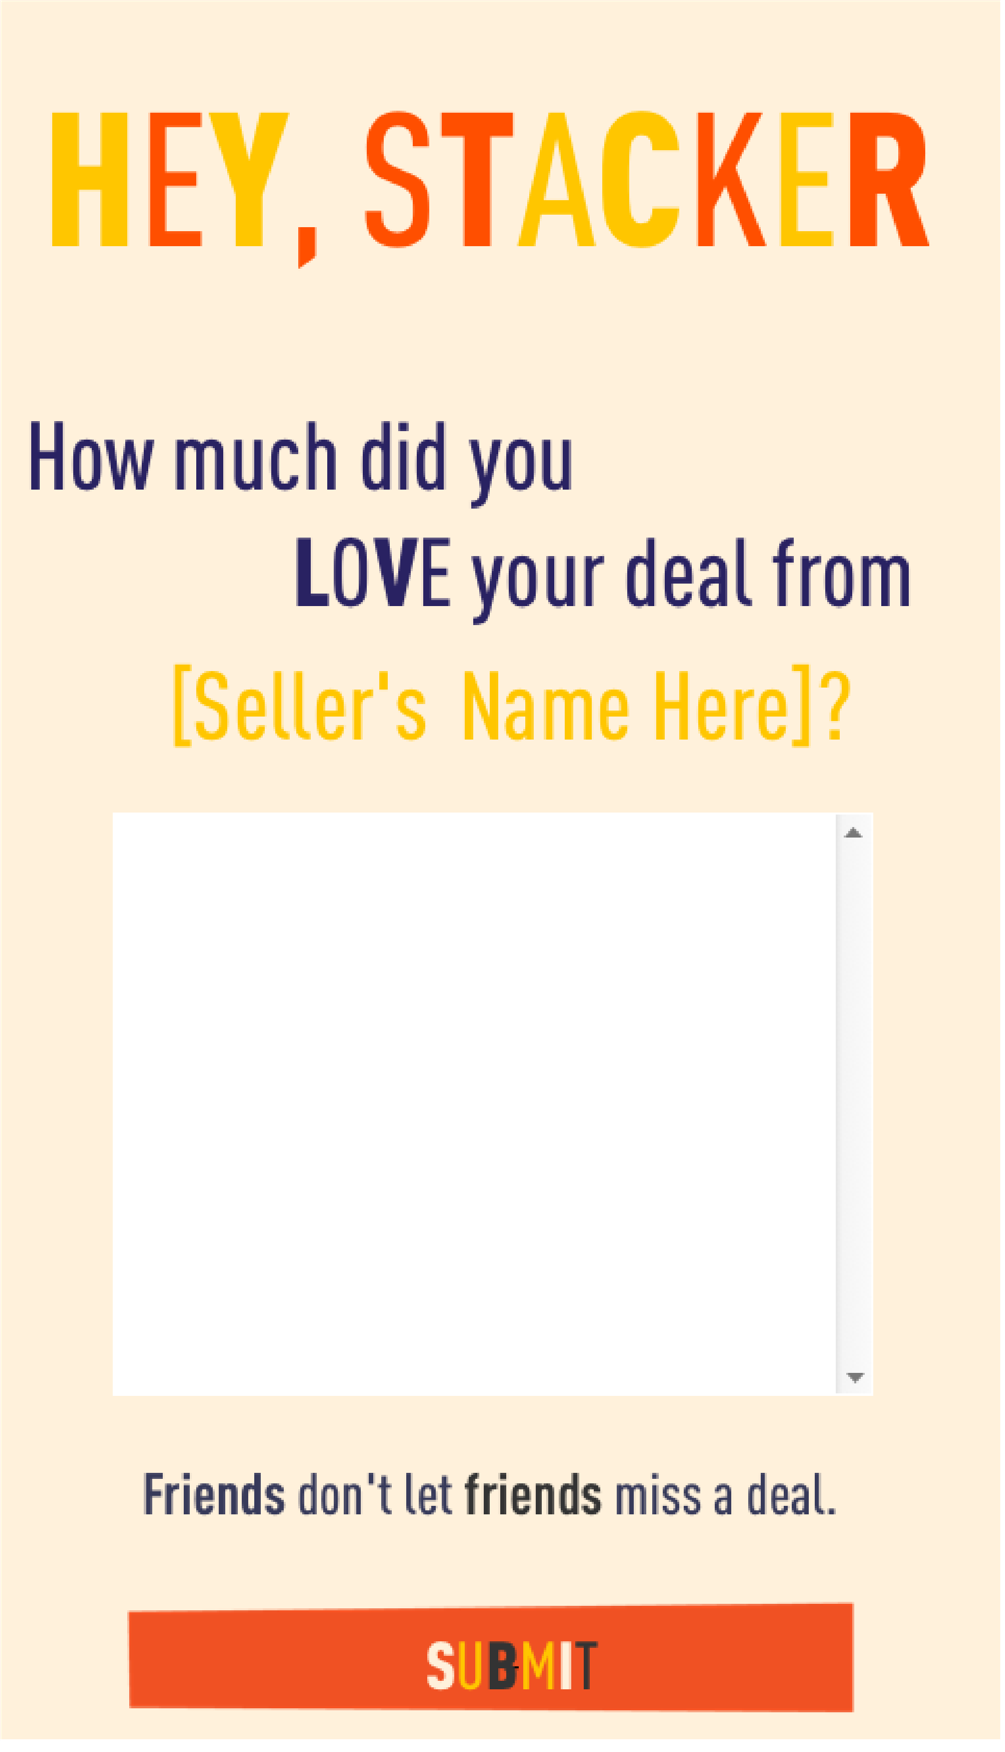 HEY, STACKER
How much did you
LOVE your deal from
[Seller's Name Here]?
Friends don't let friends miss a deal.
SUBMIT